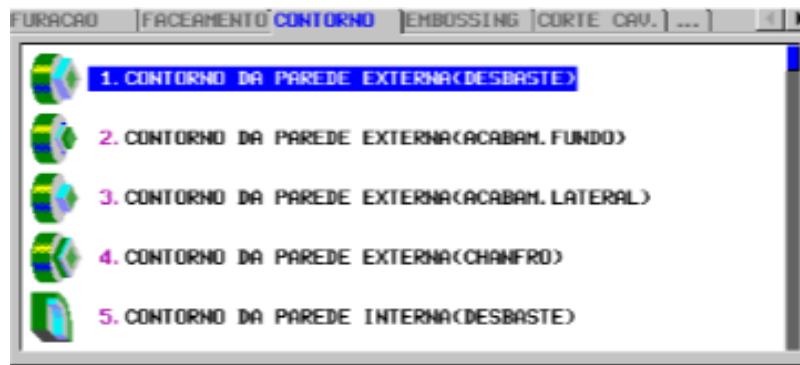 FURACAO FACEAMENTO CONTORNO EMBOSSING CORTE CAV. ...
1. CONTORNO DA PAREDE EXTERNA(DESBASTE)
2. CONTORNO DA PAREDE EXTERNA(ACABAM.FUNDO)
3. CONTORNO DA PAREDE EXTERNA(ACABAM.LATERAL)
4. CONTORNO DA PAREDE EXTERNA(CHANFRO)
5. CONTORNO DA PAREDE INTERNA(DESBASTE)